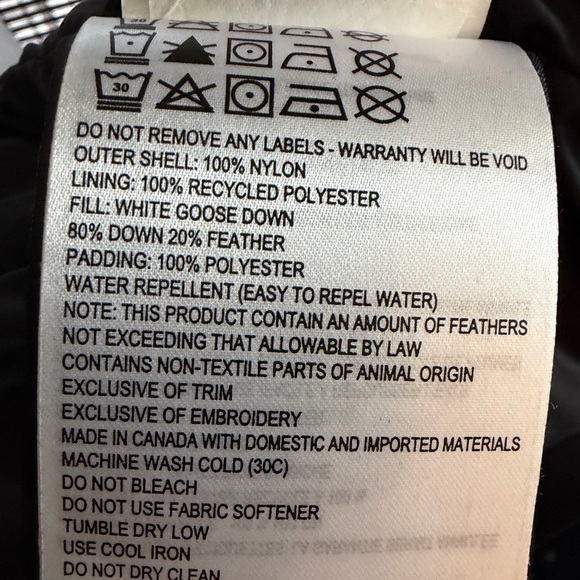 30
30
DO NOT REMOVE ANY LABELS - WARRANTY WILL BE VOID
OUTER SHELL: 100% NYLON
LINING: 100% RECYCLED POLYESTER
FILL: WHITE GOOSE DOWN
80% DOWN 20% FEATHER
PADDING: 100% POLYESTER
WATER REPELLENT (EASY TO REPEL WATER)
NOTE: THIS PRODUCT CONTAIN AN AMOUNT OF FEATHERS
NOT EXCEEDING THAT ALLOWABLE BY LAW
CONTAINS NON-TEXTILE PARTS OF ANIMAL ORIGIN
EXCLUSIVE OF TRIM
EXCLUSIVE OF EMBROIDERY
MADE IN CANADA WITH DOMESTIC AND IMPORTED MATERIALS
MACHINE WASH COLD (30C)
DO NOT BLEACH
DO NOT USE FABRIC SOFTENER
TUMBLE DRY LOW
USE COOL IRON
DO NOT DRY CLEAN